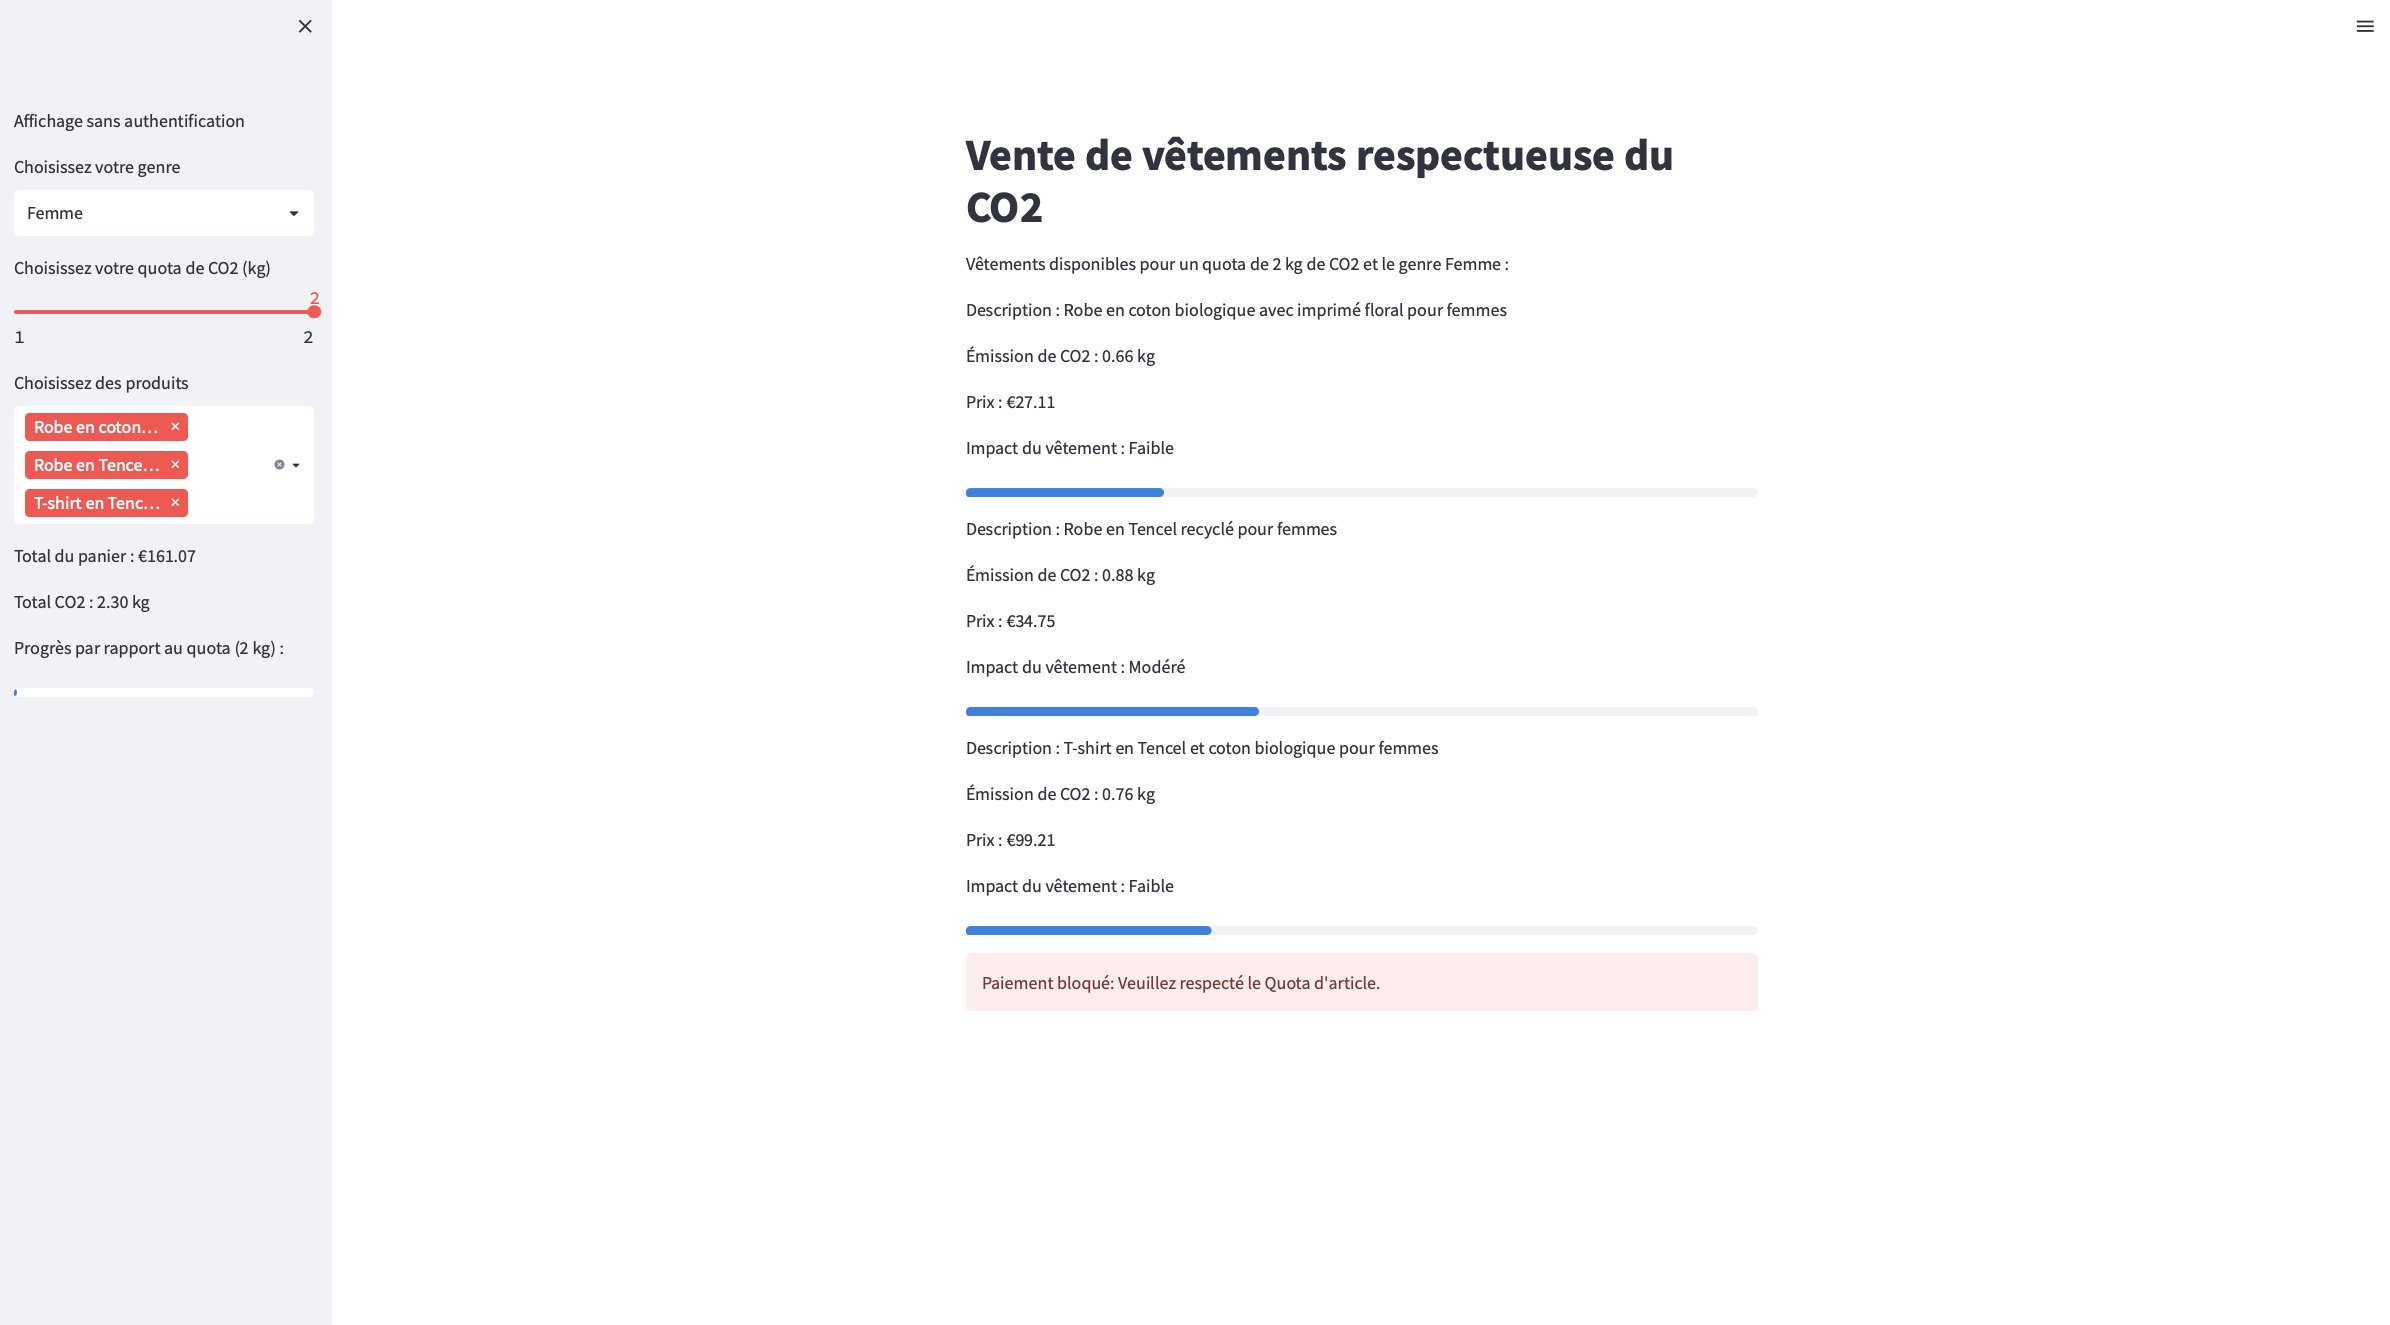 Affichage sans authentification
Choisissez votre genre
Femme
Choisissez votre quota de CO2 (kg)
2
1 2
Choisissez des produits
Robe en coton…
Robe en Tence…
T-shirt en Tenc…
Total du panier : €161.07
Total CO2 : 2.30 kg
Progrès par rapport au quota (2 kg) :
Vente de vêtements respectueuse du
CO2
Vêtements disponibles pour un quota de 2 kg de CO2 et le genre Femme :
Description : Robe en coton biologique avec imprimé floral pour femmes
Émission de CO2 : 0.66 kg
Prix : €27.11
Impact du vêtement : Faible
Description : Robe en Tencel recyclé pour femmes
Émission de CO2 : 0.88 kg
Prix : €34.75
Impact du vêtement : Modéré
Description : T-shirt en Tencel et coton biologique pour femmes
Émission de CO2 : 0.76 kg
Prix : €99.21
Impact du vêtement : Faible
Paiement bloqué: Veuillez respecté le Quota d'article.